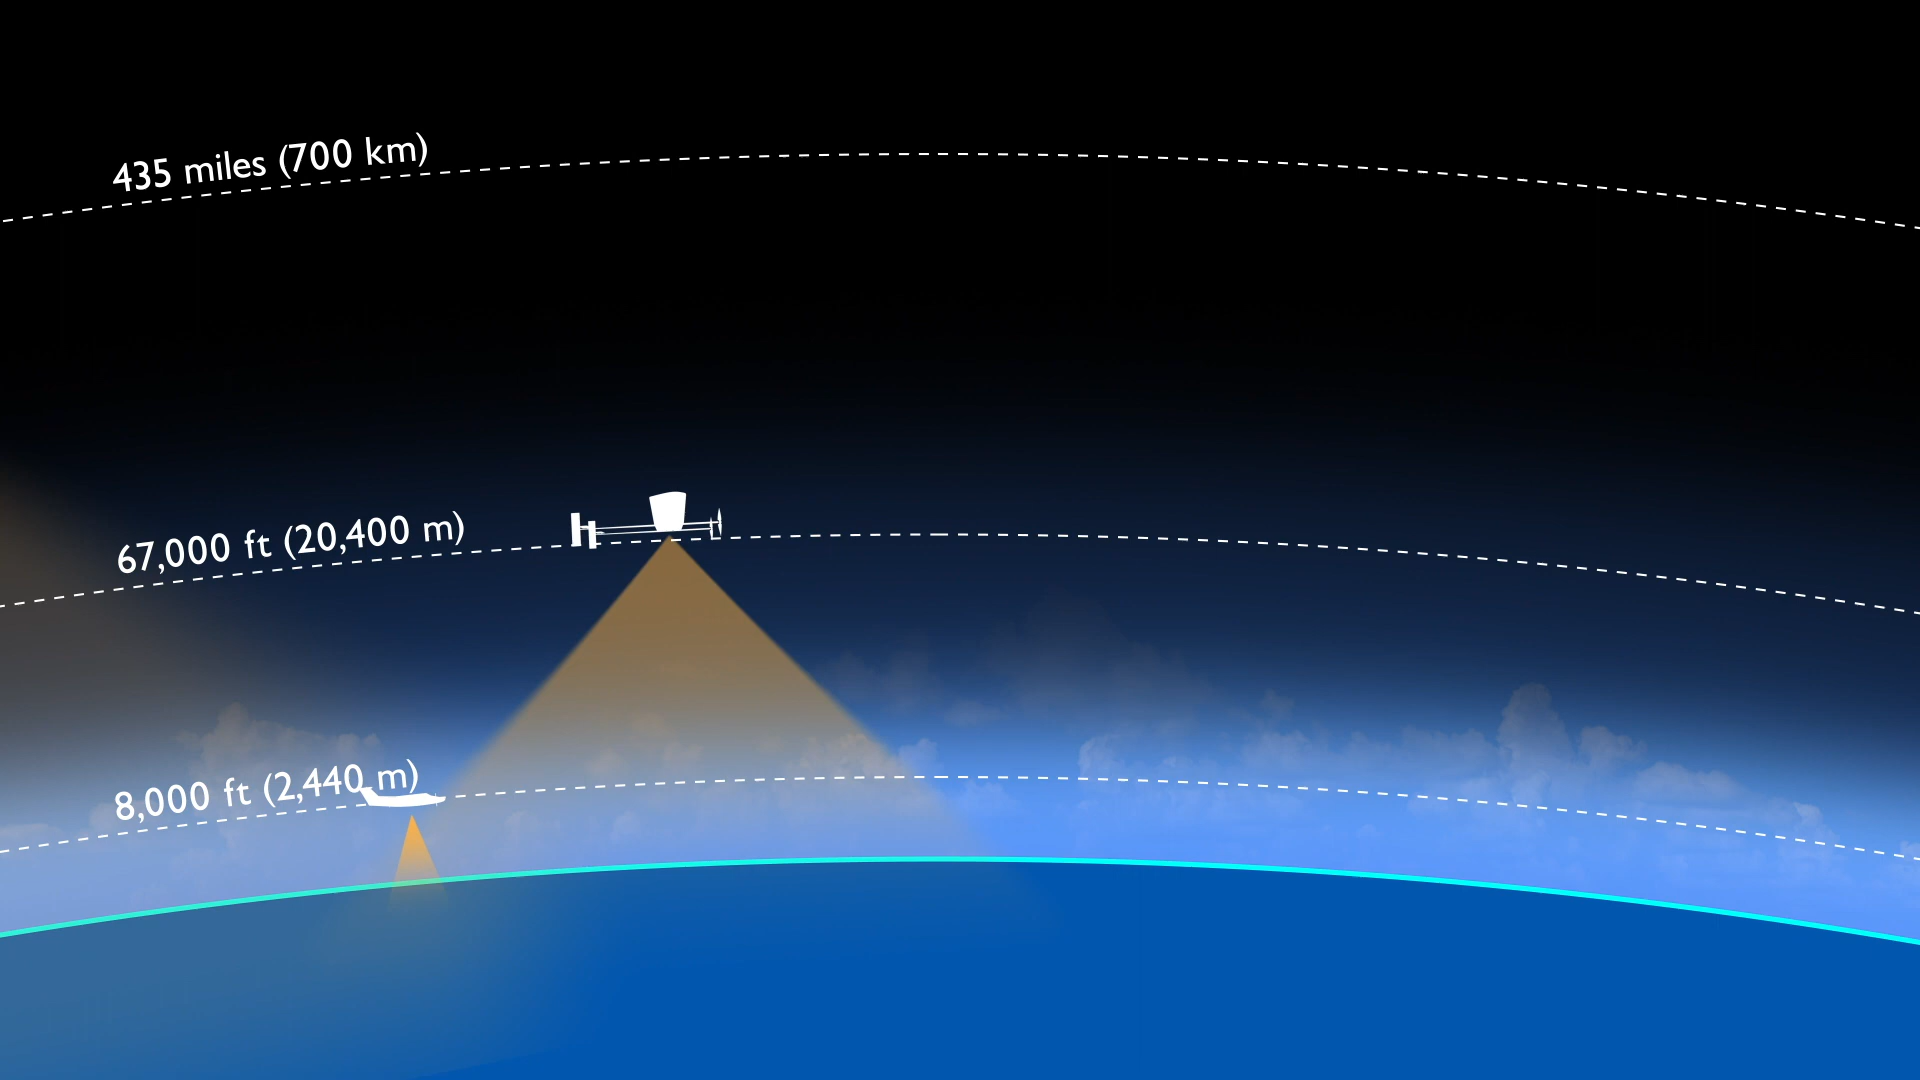 435 miles (700 km)
67,000 ft (20,400 m)
8,000 ft (2,440 m)